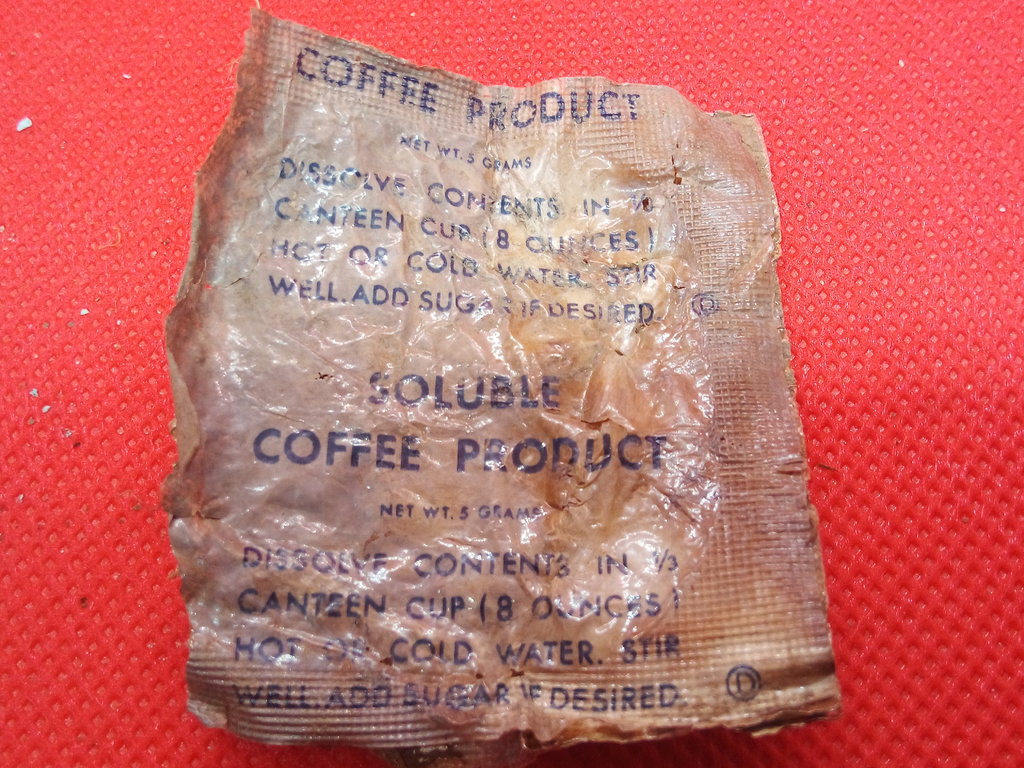 COFFEE PRODUCT
NET WT. 5 GRAMS
DISSOLVE CONTENTS IN ⅓
CANTEEN CUP (8 OUNCES)
HOT OR COLD WATER. STIR
WELL. ADD SUGAR IF DESIRED. D
SOLUBLE
COFFEE PRODUCT
NET WT. 5 GRAMS
DISSOLVE CONTENTS IN ⅓
CANTEEN CUP (8 OUNCES)
HOT OR COLD WATER. STIR
WELL. ADD SUGAR IF DESIRED. D